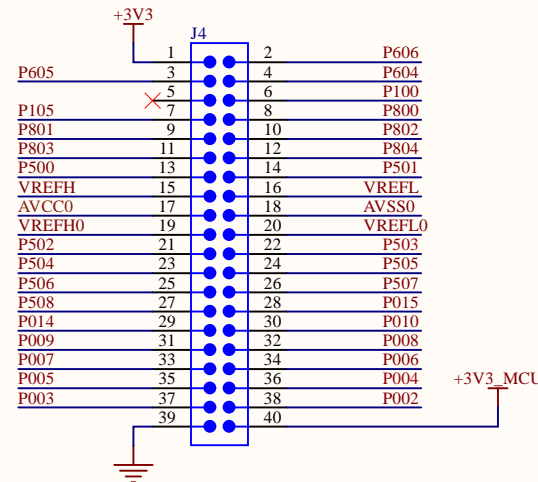 +3V3
J4
1 2 P606
P605 3 4 P604
5 6 P100
P105 7 8 P800
P801 9 10 P802
P803 11 12 P804
P500 13 14 P501
VREFH 15 16 VREFL
AVCC0 17 18 AVSS0
VREFH0 19 20 VREFL0
P502 21 22 P503
P504 23 24 P505
P506 25 26 P507
P508 27 28 P015
P014 29 30 P010
P009 31 32 P008
P007 33 34 P006
P005 35 36 P004
+3V3_MCU
P003 37 38 P002
39 40